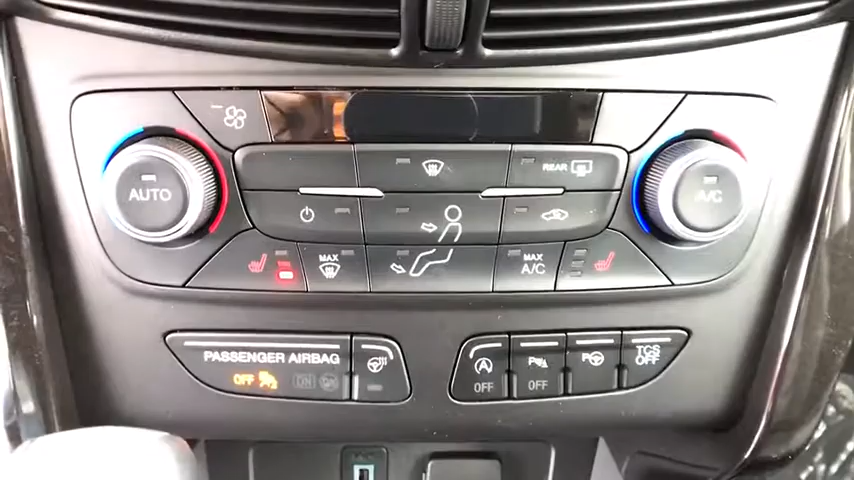 AUTO
REAR
A/C
MAX
MAX
A/C
PASSENGER AIRBAG
OFF
ON
A
OFF
P
OFF
P
TCS
OFF